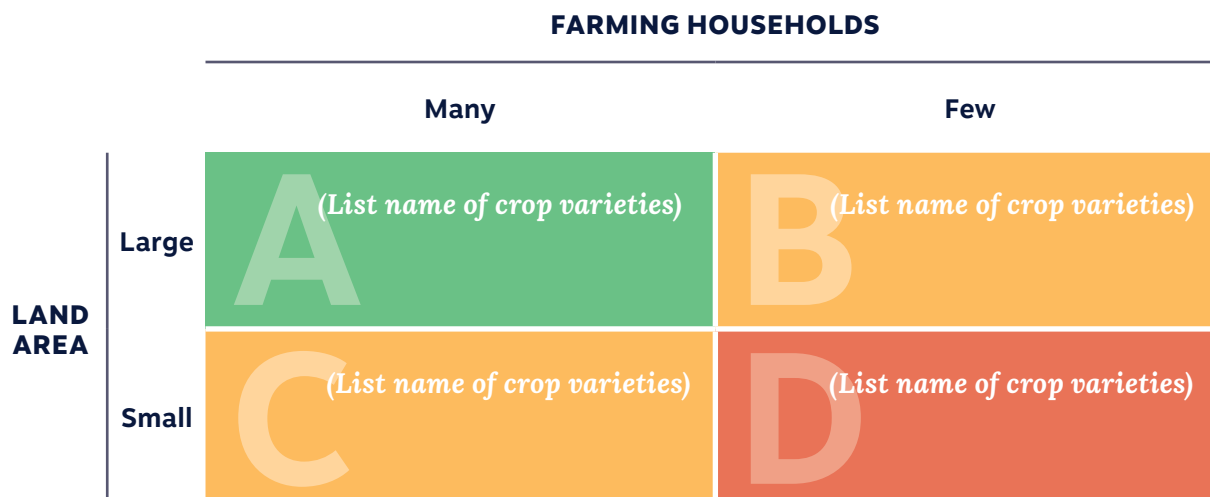 FARMING HOUSEHOLDS
Many
Few
A
(List name of crop varieties)
B
(List name of crop varieties)
Large
LAND
AREA
C
(List name of crop varieties)
D
(List name of crop varieties)
Small